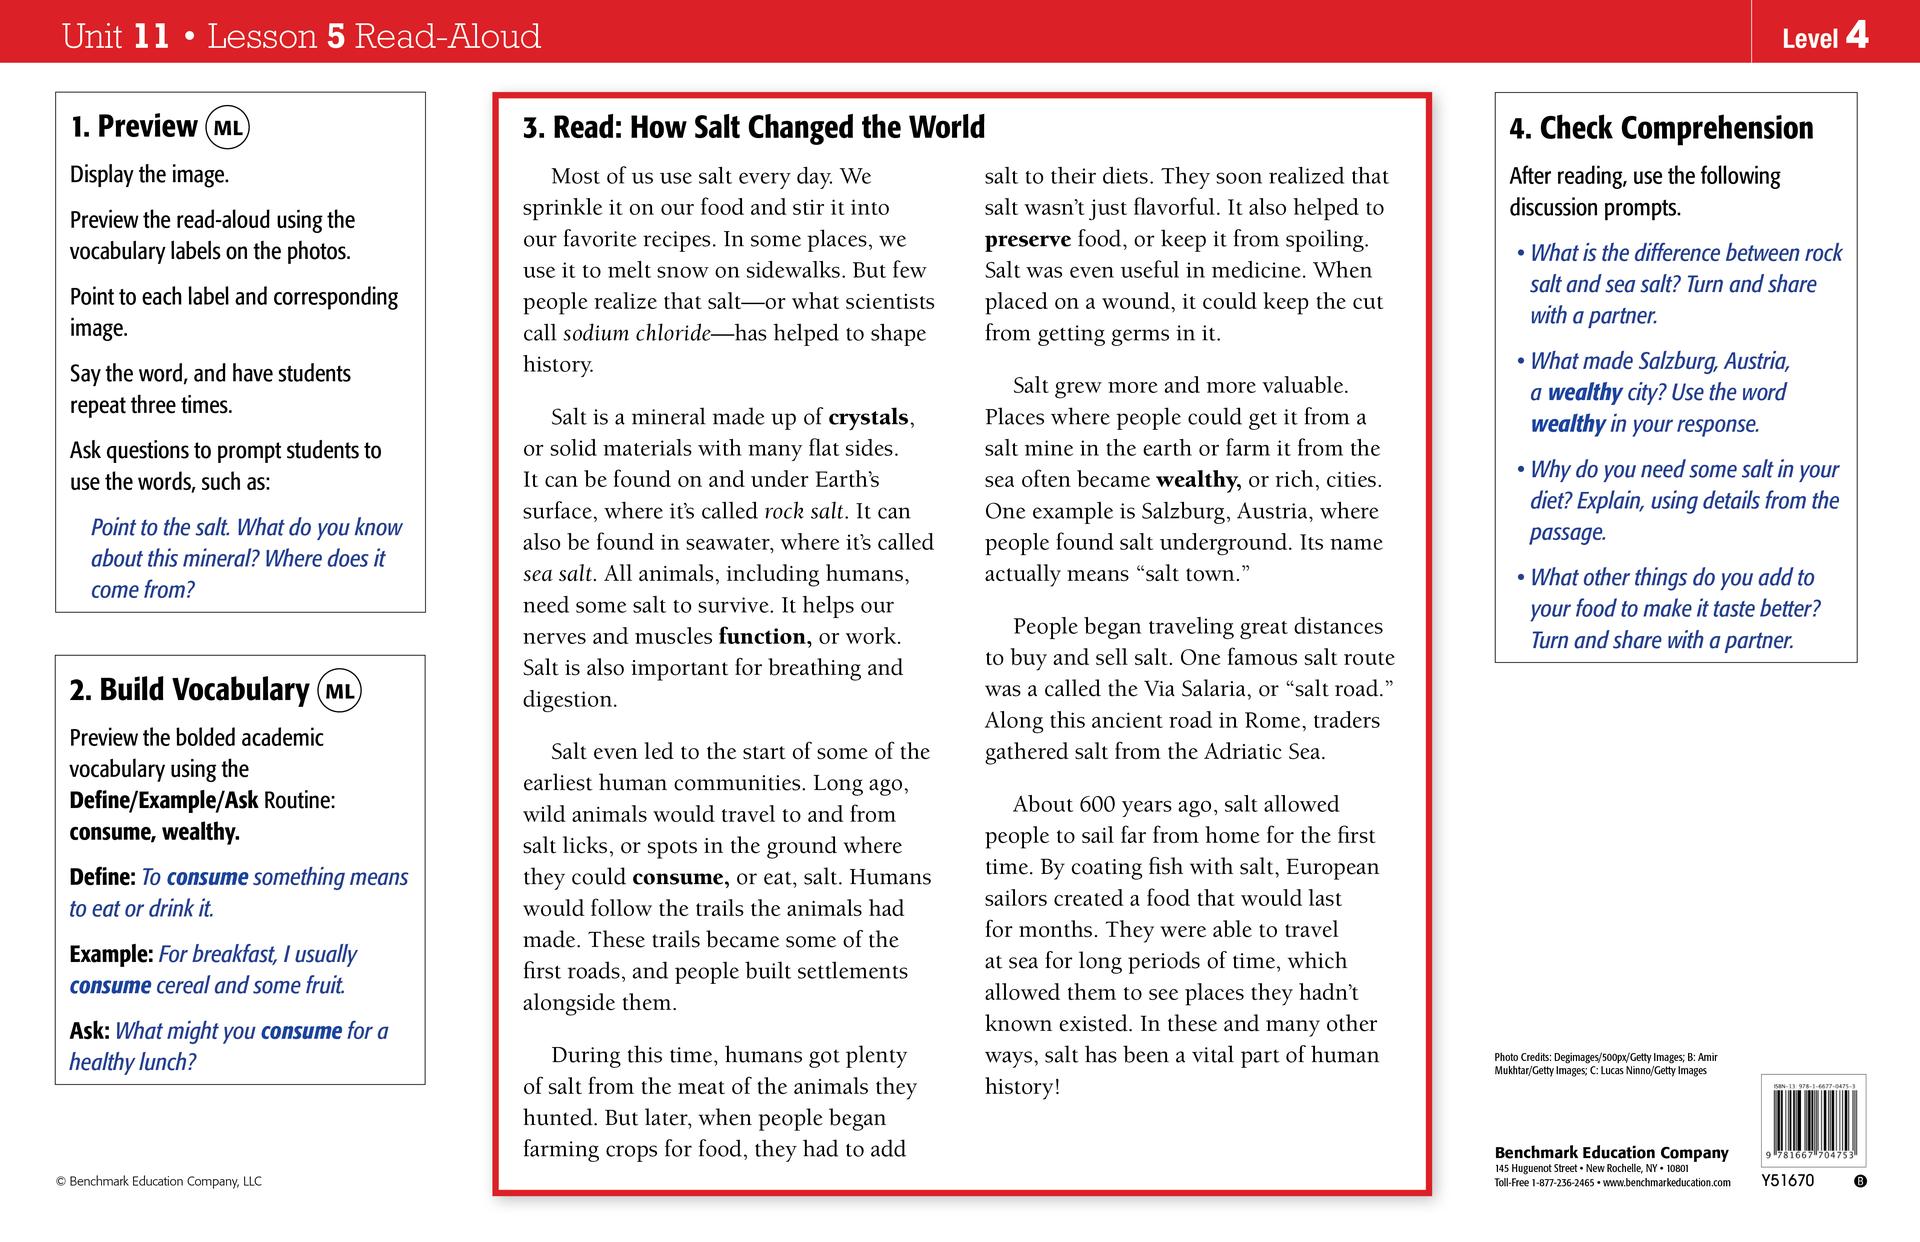 Unit 11 • Lesson 5 Read-Aloud
Level 4
1. Preview ML
Display the image.
Preview the read-aloud using the
vocabulary labels on the photos.
Point to each label and corresponding
image.
Say the word, and have students
repeat three times.
Ask questions to prompt students to
use the words, such as:
Point to the salt. What do you know
about this mineral? Where does it
come from?
2. Build Vocabulary ML
Preview the bolded academic
vocabulary using the
Define/Example/Ask Routine:
consume, wealthy.
Define: To consume something means
to eat or drink it.
Example: For breakfast, I usually
consume cereal and some fruit.
Ask: What might you consume for a
healthy lunch?
© Benchmark Education Company, LLC
3. Read: How Salt Changed the World
Most of us use salt every day. We
sprinkle it on our food and stir it into
our favorite recipes. In some places, we
use it to melt snow on sidewalks. But few
people realize that salt—or what scientists
call sodium chloride—has helped to shape
history.
Salt is a mineral made up of crystals,
or solid materials with many flat sides.
It can be found on and under Earth's
surface, where it's called rock salt. It can
also be found in seawater, where it's called
sea salt. All animals, including humans,
need some salt to survive. It helps our
nerves and muscles function, or work.
Salt is also important for breathing and
digestion.
Salt even led to the start of some of the
earliest human communities. Long ago,
wild animals would travel to and from
salt licks, or spots in the ground where
they could consume, or eat, salt. Humans
would follow the trails the animals had
made. These trails became some of the
first roads, and people built settlements
alongside them.
During this time, humans got plenty
of salt from the meat of the animals they
hunted. But later, when people began
farming crops for food, they had to add
salt to their diets. They soon realized that
salt wasn't just flavorful. It also helped to
preserve food, or keep it from spoiling.
Salt was even useful in medicine. When
placed on a wound, it could keep the cut
from getting germs in it.
Salt grew more and more valuable.
Places where people could get it from a
salt mine in the earth or farm it from the
sea often became wealthy, or rich, cities.
One example is Salzburg, Austria, where
people found salt underground. Its name
actually means “salt town.”
People began traveling great distances
to buy and sell salt. One famous salt route
was a called the Via Salaria, or “salt road.”
Along this ancient road in Rome, traders
gathered salt from the Adriatic Sea.
About 600 years ago, salt allowed
people to sail far from home for the first
time. By coating fish with salt, European
sailors created a food that would last
for months. They were able to travel
at sea for long periods of time, which
allowed them to see places they hadn't
known existed. In these and many other
ways, salt has been a vital part of human
history!
4. Check Comprehension
After reading, use the following
discussion prompts.
• What is the difference between rock
salt and sea salt? Turn and share
with a partner.
• What made Salzburg, Austria,
a wealthy city? Use the word
wealthy in your response.
• Why do you need some salt in your
diet? Explain, using details from the
passage.
• What other things do you add to
your food to make it taste better?
Turn and share with a partner.
Photo Credits: Degimages/500px/Getty Images; B: Amir
Mukhtar/Getty Images; C: Lucas Ninno/Getty Images
Benchmark Education Company
145 Huguenot Street • New Rochelle, NY • 10801
Toll-Free 1-877-236-2465 • www.benchmarkeducation.com
ISBN-13 978-1-6677-0475-3
9 781667 704753
Y51670
B